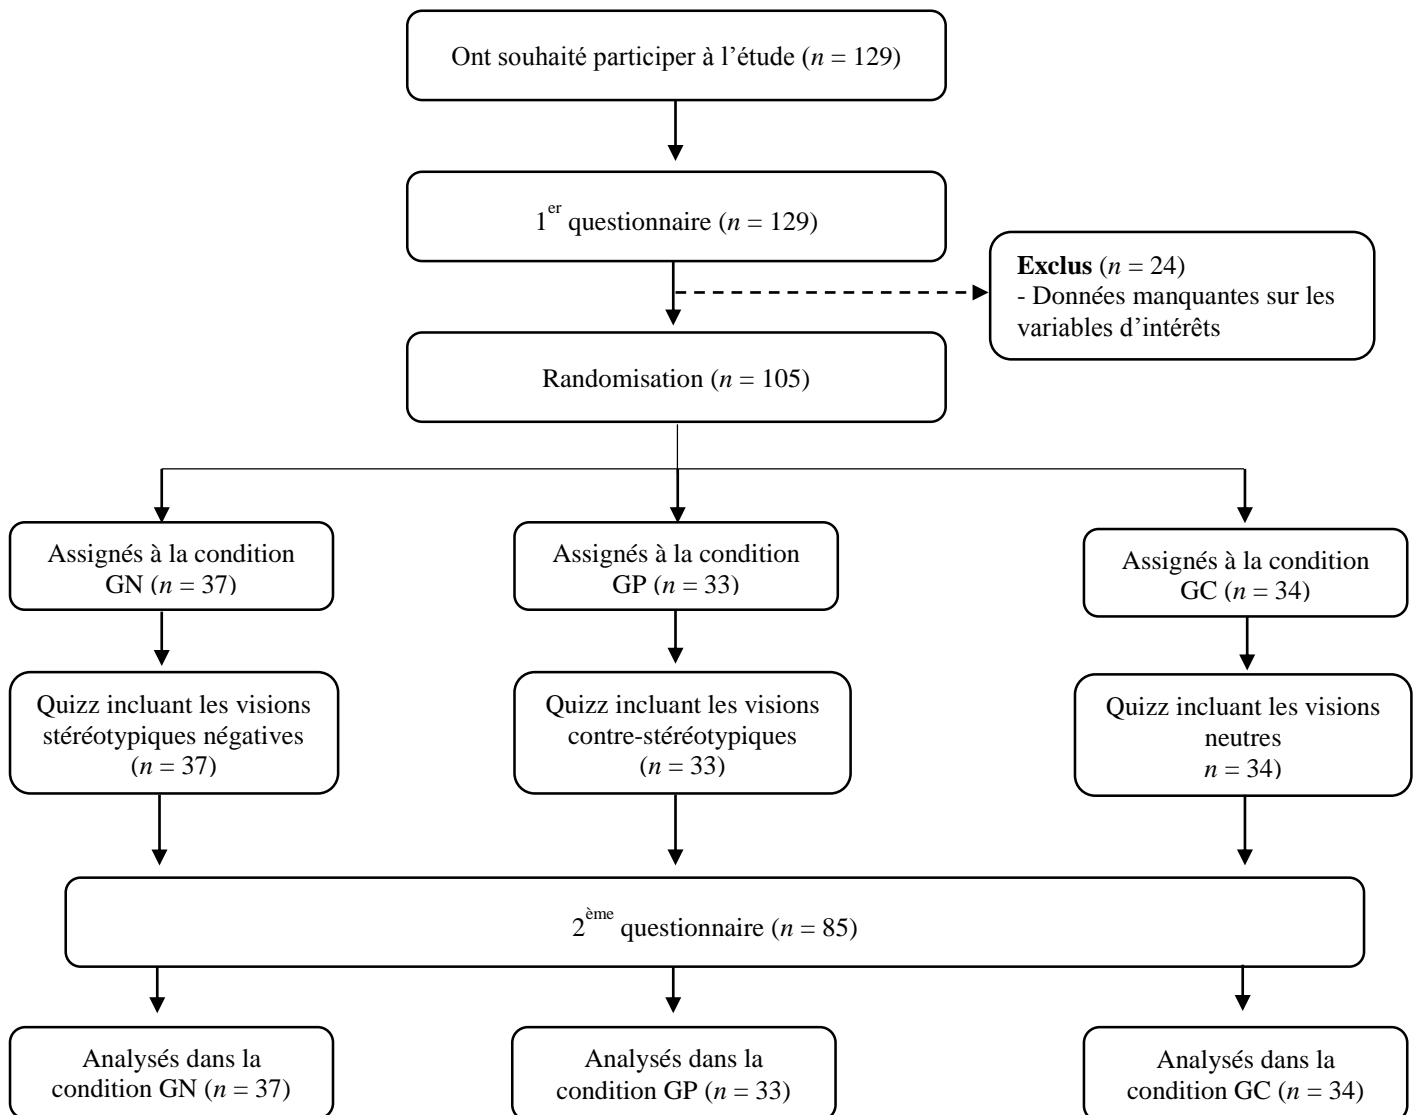 Ont souhaité participer à l’étude (n = 129)
1er questionnaire (n = 129)
Exclus (n = 24)
- Données manquantes sur les
variables d’intérêts
Randomisation (n = 105)
Assignés à la condition
GN (n = 37)
Assignés à la condition
GP (n = 33)
Assignés à la condition
GC (n = 34)
Quizz incluant les visions
stéréotypiques négatives
(n = 37)
Quizz incluant les visions
contre-stéréotypiques
(n = 33)
Quizz incluant les visions
neutres
n = 34)
2ème questionnaire (n = 85)
Analysés dans la
condition GN (n = 37)
Analysés dans la
condition GP (n = 33)
Analysés dans la
condition GC (n = 34)